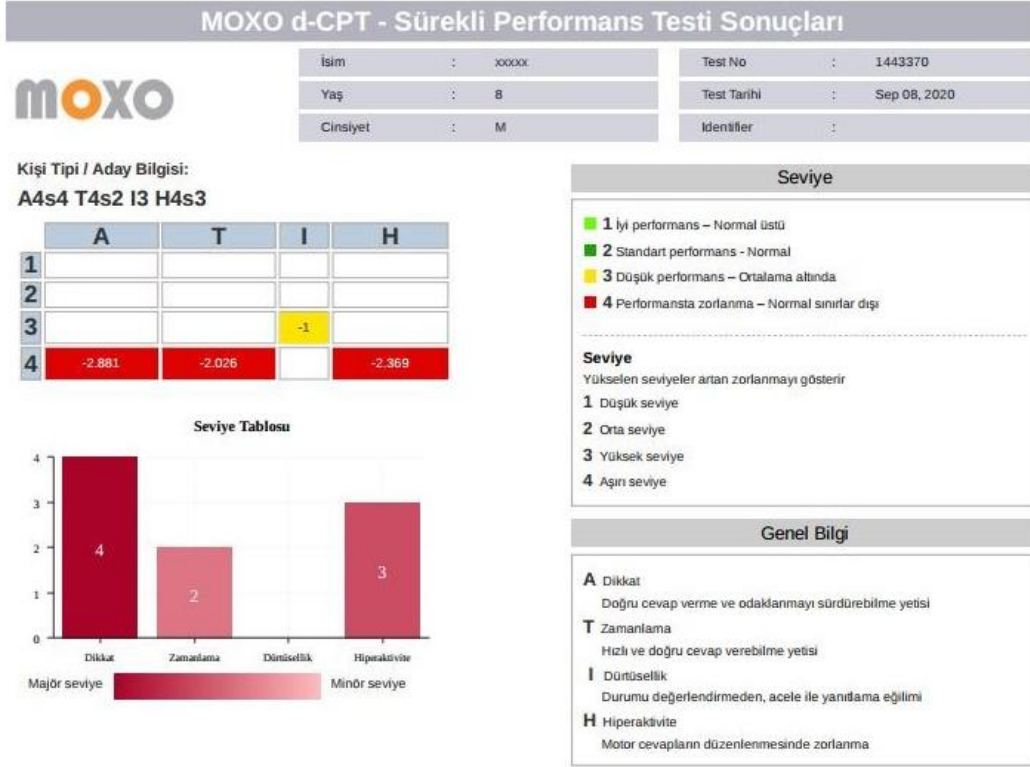 MOXO d-CPT - Sürekli Performans Testi Sonuçları
moxo
İsim : xxxxx
Yaş : 8
Cinsiyet : M
Test No : 1443370
Test Tarihi : Sep 08, 2020
Identifier :
Kişi Tipi / Aday Bilgisi:
A4s4 T4s2 I3 H4s3
A T I H
1
2
3 -1
4 -2.881 -2.026 -2.369
Seviye Tablosu
4
3
2
1
0
4
2
3
Dikkat Zamanlama Dürtüsellik Hiperaktivite
Majör seviye Minör seviye
Seviye
1 İyi performans – Normal üstü
2 Standart performans - Normal
3 Düşük performans – Ortalama altında
4 Performansta zorlanma – Normal sınırlar dışı
Seviye
Yükselen seviyeler artan zorlanmayı gösterir
1 Düşük seviye
2 Orta seviye
3 Yüksek seviye
4 Aşırı seviye
Genel Bilgi
A Dikkat
Doğru cevap verme ve odaklanmayı sürdürebilme yetisi
T Zamanlama
Hızlı ve doğru cevap verebilme yetisi
I Dürtüsellik
Durumu değerlendirmeden, acele ile yanıtlama eğilimi
H Hiperaktivite
Motor cevapların düzenlenmesinde zorlanma